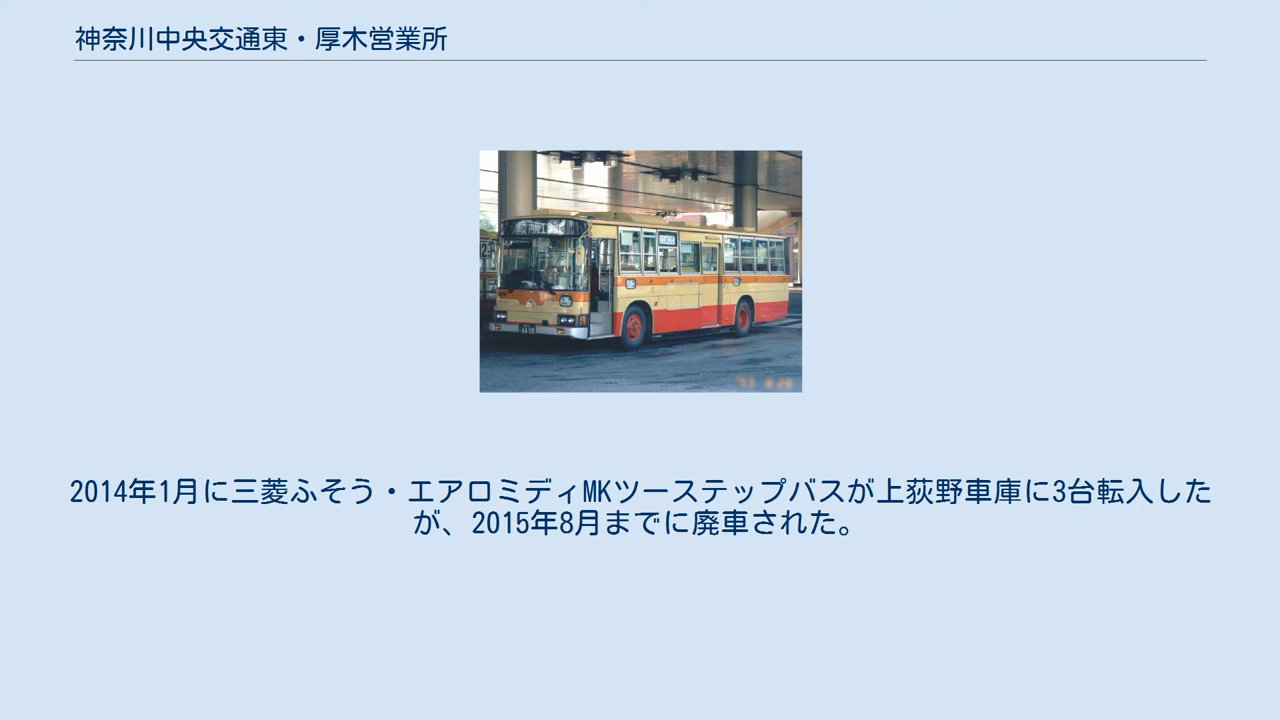 神奈川中央交通東・厚木営業所
2014年1月に三菱ふそう・エアロミディMKツーステップバスが上荻野車庫に3台転入した
が、2015年8月までに廃車された。